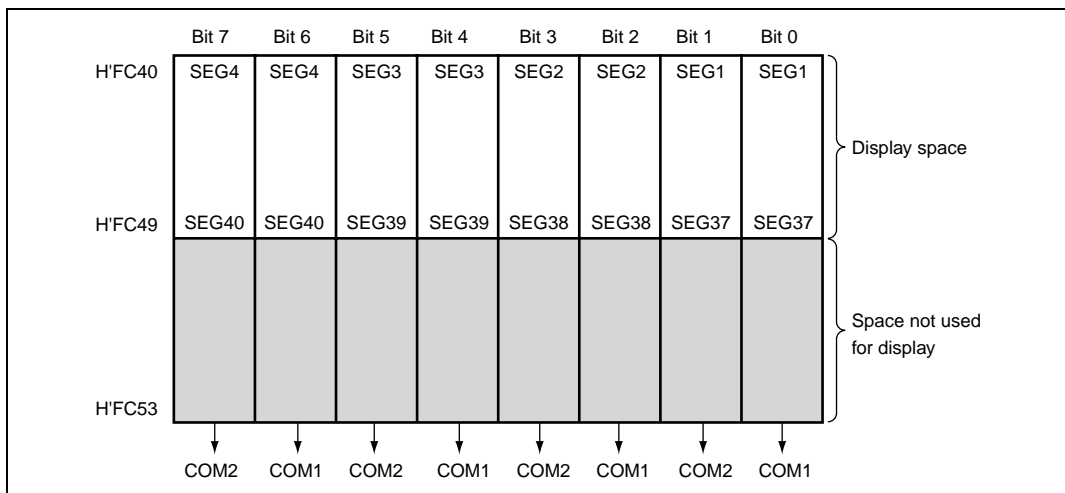 Bit 7 Bit 6 Bit 5 Bit 4 Bit 3 Bit 2 Bit 1 Bit 0
H'FC40 SEG4 SEG4 SEG3 SEG3 SEG2 SEG2 SEG1 SEG1
Display space
H'FC49 SEG40 SEG40 SEG39 SEG39 SEG38 SEG38 SEG37 SEG37
Space not used
for display
H'FC53
COM2 COM1 COM2 COM1 COM2 COM1 COM2 COM1